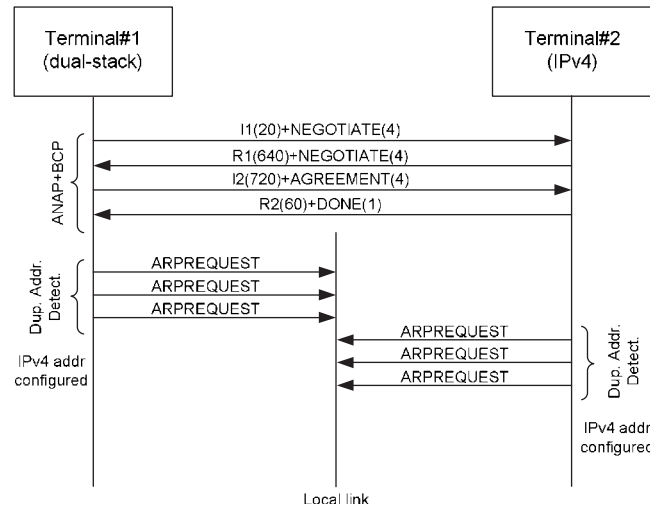 Terminal#1
(dual-stack)
Terminal#2
(IPv4)
ANAP+BCP
I1(20)+NEGOTIATE(4)
R1(640)+NEGOTIATE(4)
I2(720)+AGREEMENT(4)
R2(60)+DONE(1)
Dup. Addr.
Detect.
ARPREQUEST
ARPREQUEST
ARPREQUEST
IPv4 addr
configured
ARPREQUEST
ARPREQUEST
ARPREQUEST
Dup. Addr.
Detect.
IPv4 addr
configured
Local link